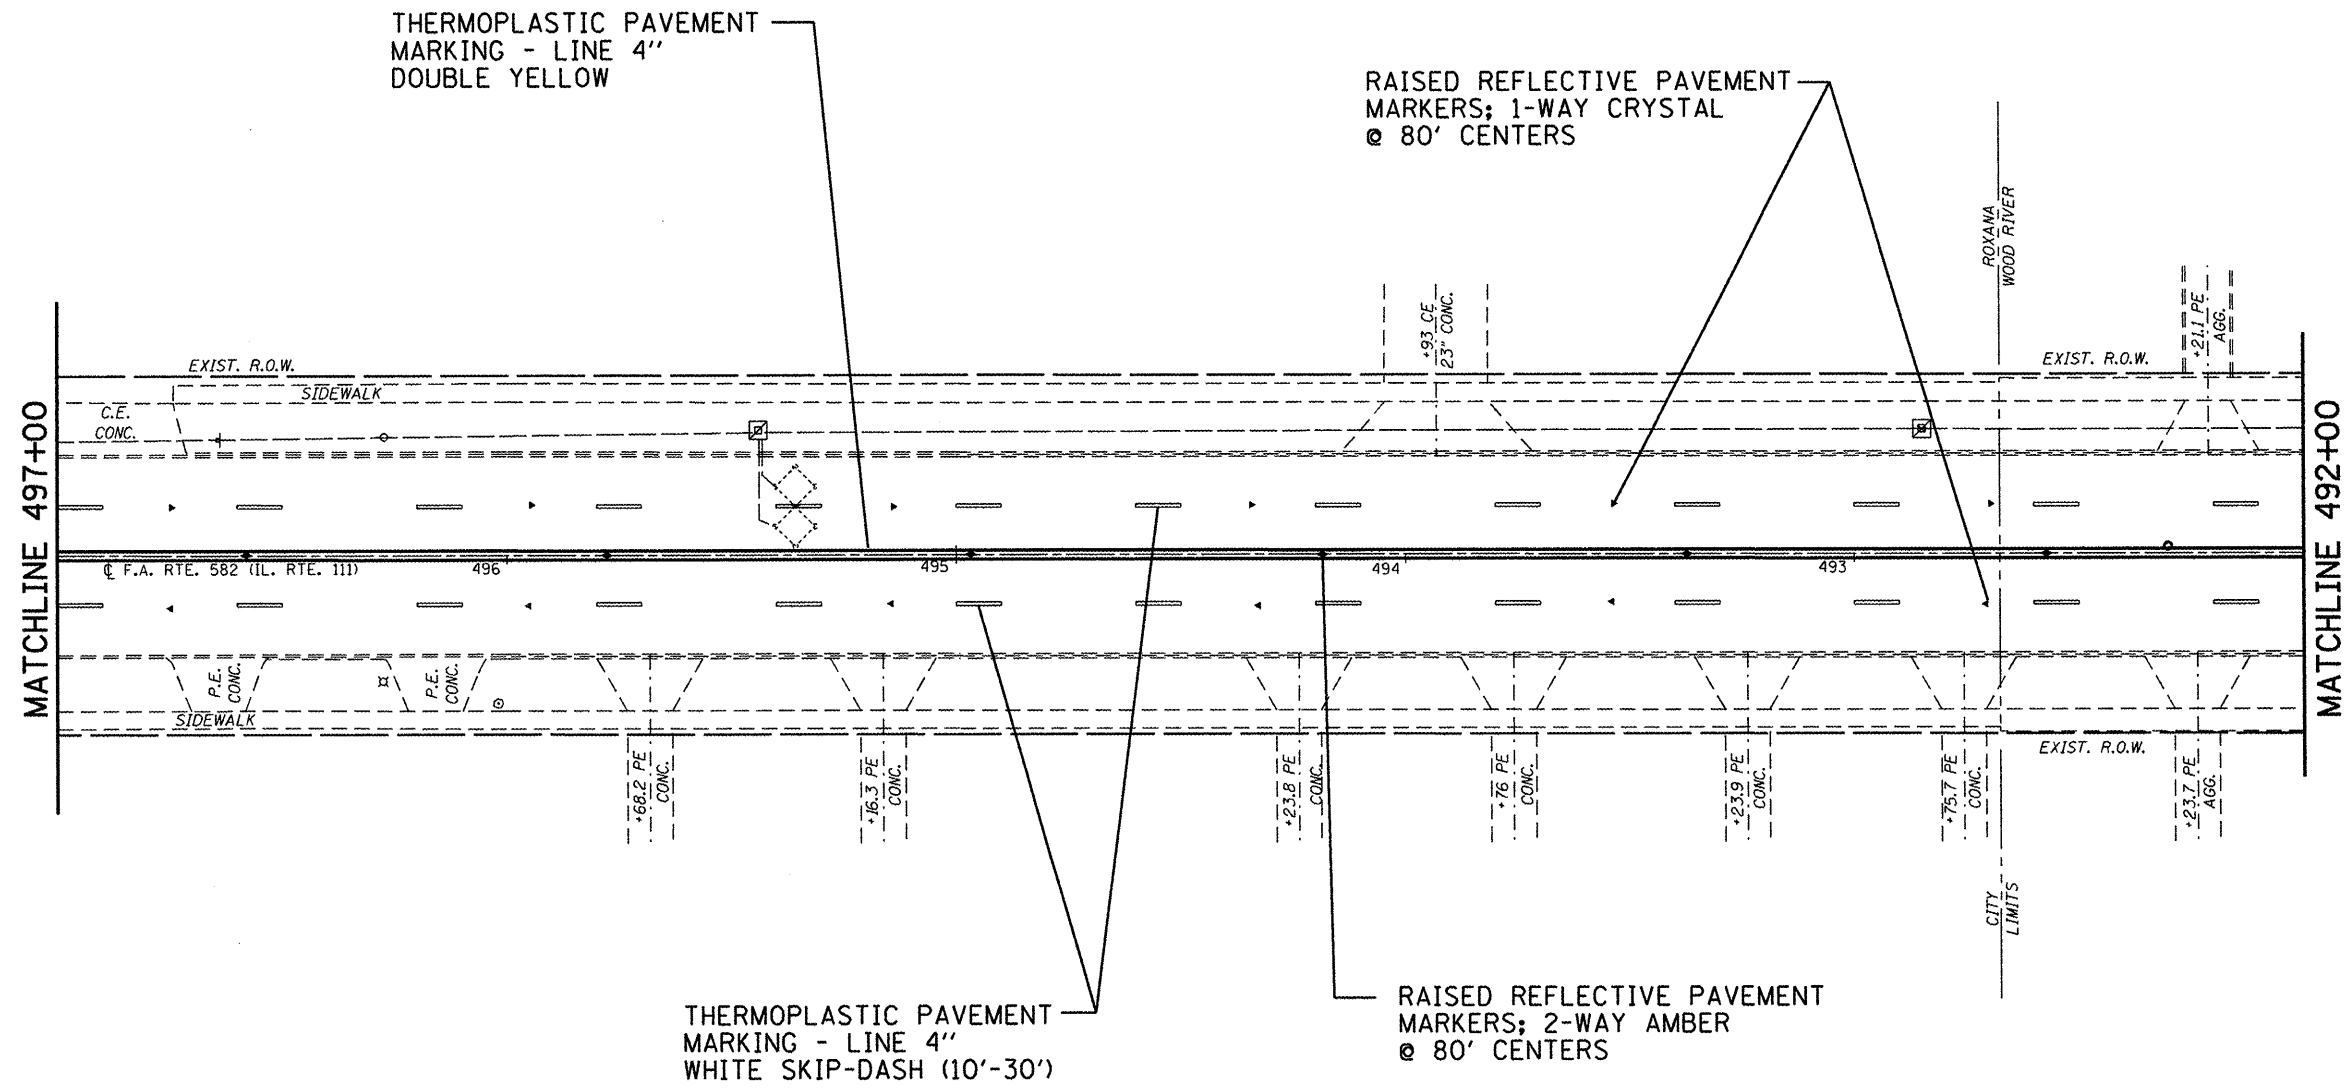 THERMOPLASTIC PAVEMENT
MARKING - LINE 4"
DOUBLE YELLOW
RAISED REFLECTIVE PAVEMENT
MARKERS; 1-WAY CRYSTAL
@ 80' CENTERS
ROXANA
WOOD RIVER
+93 CE
23" CONC.
+21.1 PE
AGG.
EXIST. R.O.W.
EXIST. R.O.W.
SIDEWALK
C.E.
CONC.
MATCHLINE 497+00
MATCHLINE 492+00
℄ F.A. RTE. 582 (IL. RTE. 111)
496
495
494
493
P.E.
CONC.
P.E.
CONC.
SIDEWALK
EXIST. R.O.W.
+68.2 PE
CONC.
+16.3 PE
CONC.
+23.8 PE
CONC.
+76 PE
CONC.
+23.9 PE
CONC.
+75.7 PE
CONC.
+23.7 PE
AGG.
CITY
LIMITS
THERMOPLASTIC PAVEMENT
MARKING - LINE 4"
WHITE SKIP-DASH (10'-30')
RAISED REFLECTIVE PAVEMENT
MARKERS; 2-WAY AMBER
@ 80' CENTERS